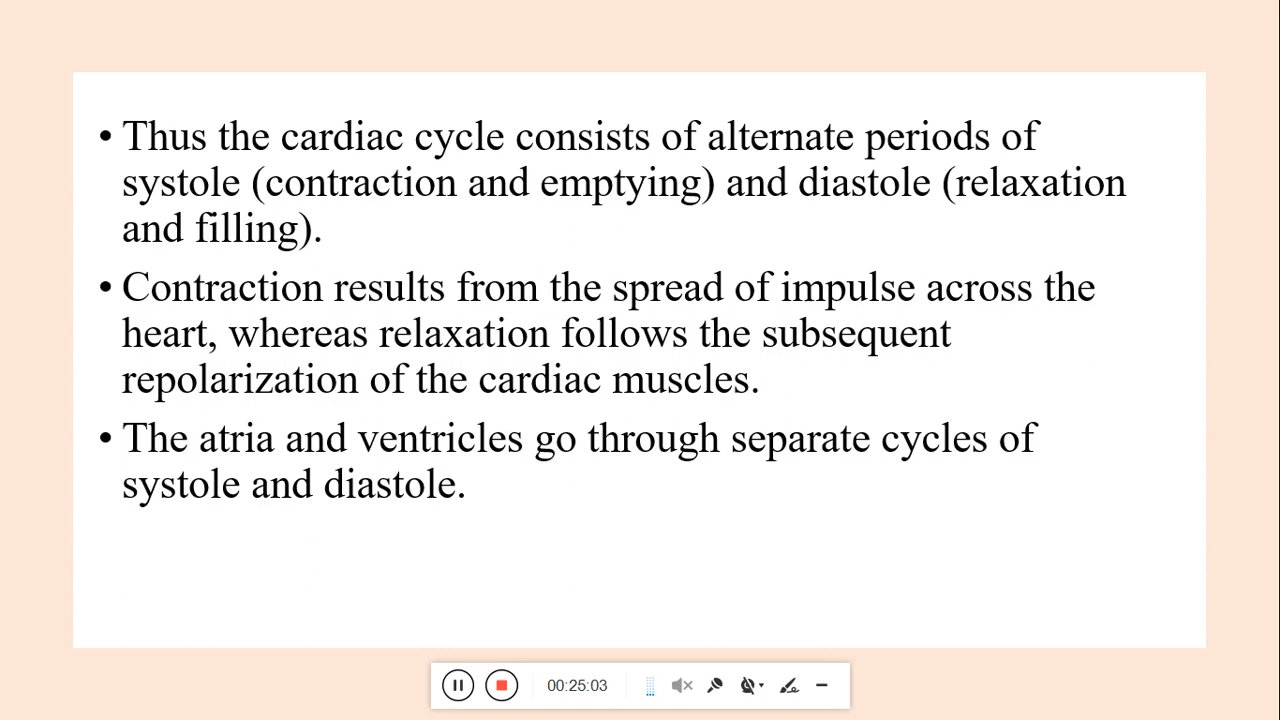 • Thus the cardiac cycle consists of alternate periods of
systole (contraction and emptying) and diastole (relaxation
and filling).
• Contraction results from the spread of impulse across the
heart, whereas relaxation follows the subsequent
repolarization of the cardiac muscles.
• The atria and ventricles go through separate cycles of
systole and diastole.
00:25:03